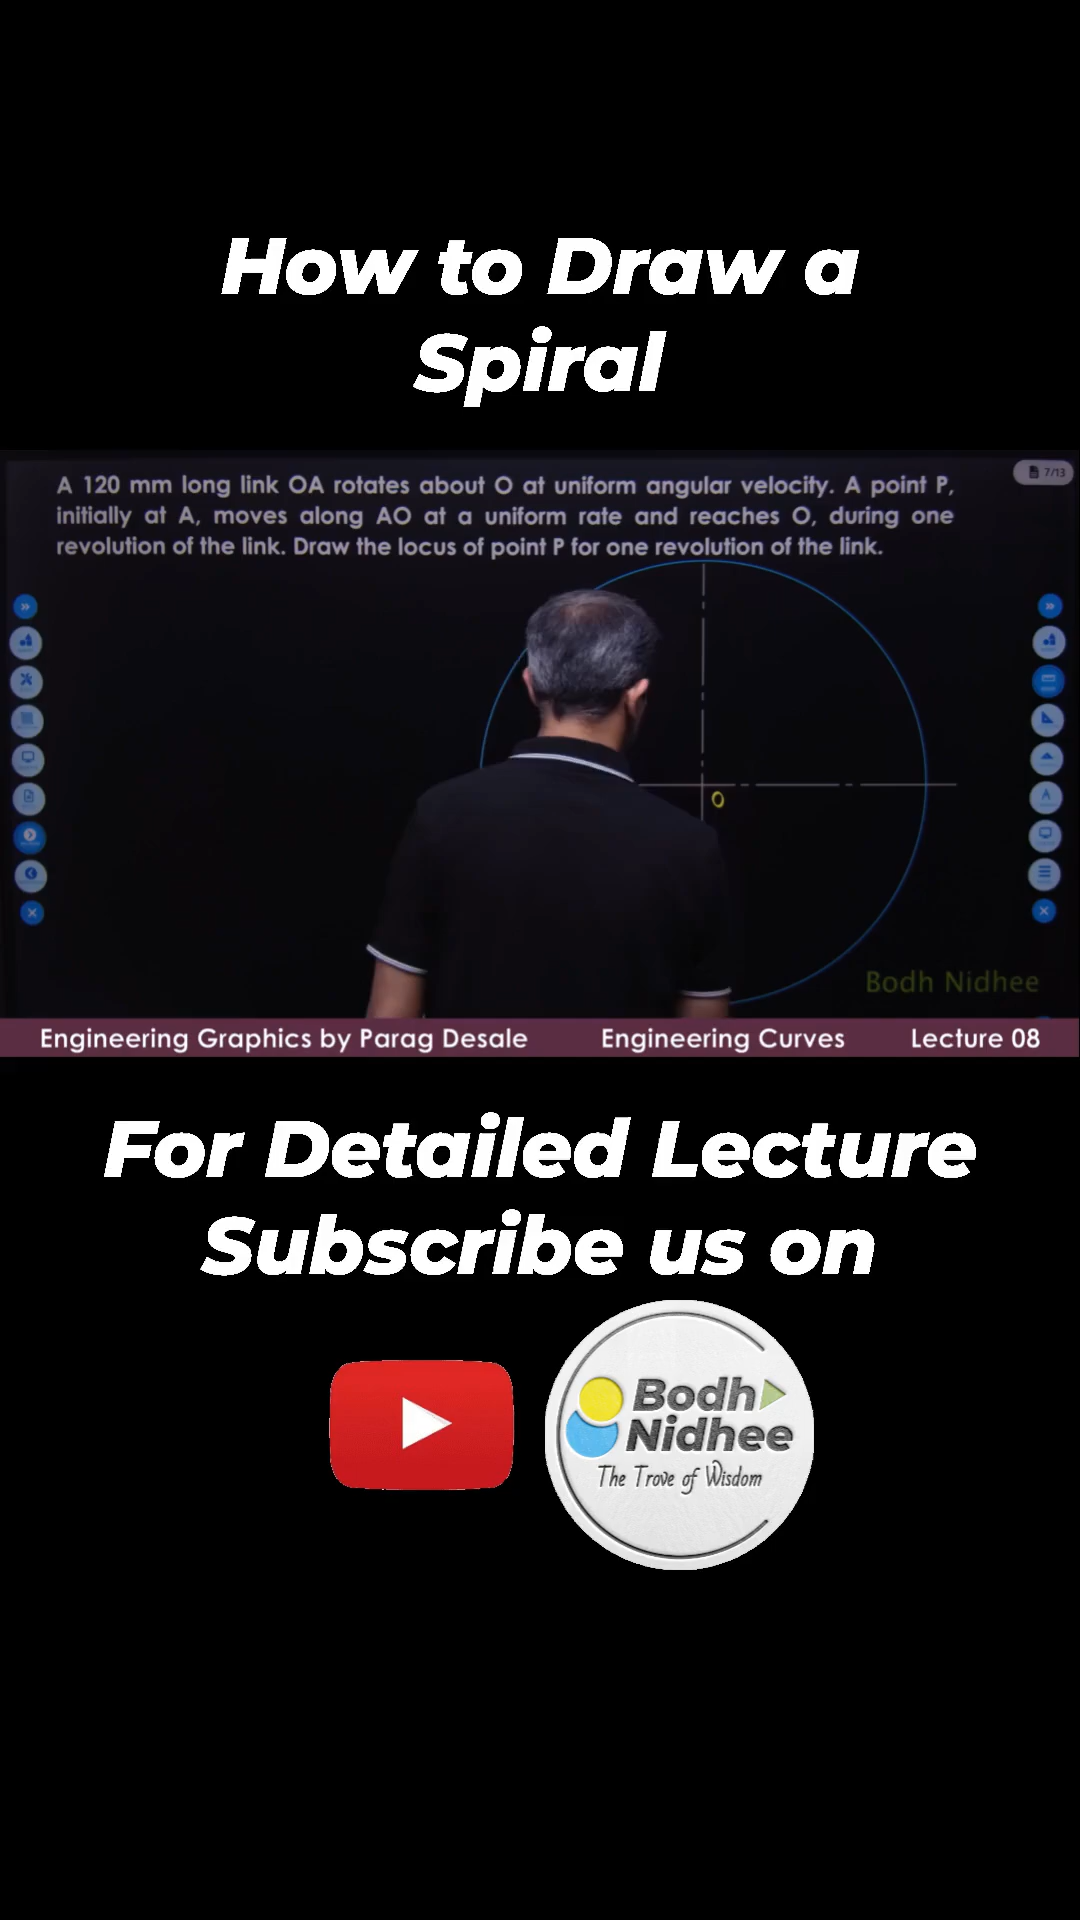 How to Draw a
Spiral
7/13
A 120 mm long link OA rotates about O at uniform angular velocity. A point P,
initially at A, moves along AO at a uniform rate and reaches O, during one
revolution of the link. Draw the locus of point P for one revolution of the link.
O
Bodh Nidhee
Engineering Graphics by Parag Desale Engineering Curves Lecture 08
For Detailed Lecture
Subscribe us on
Bodh
Nidhee
The Trove of Wisdom